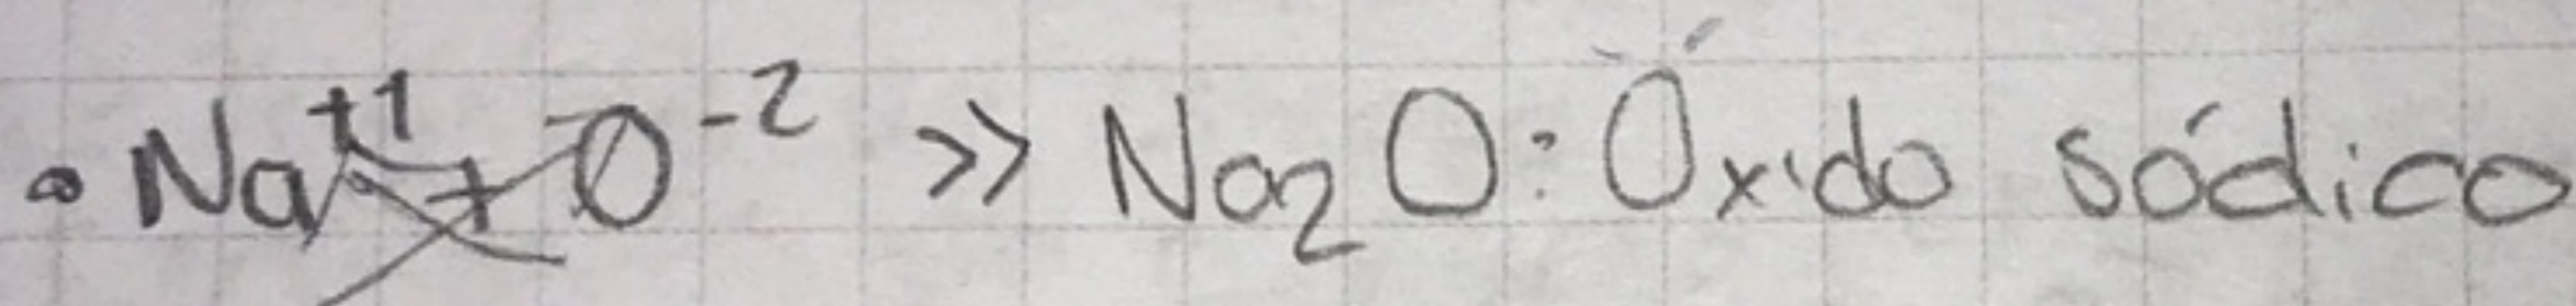 • Na⁺¹ + O⁻² >> Na₂O: Óxido sódico